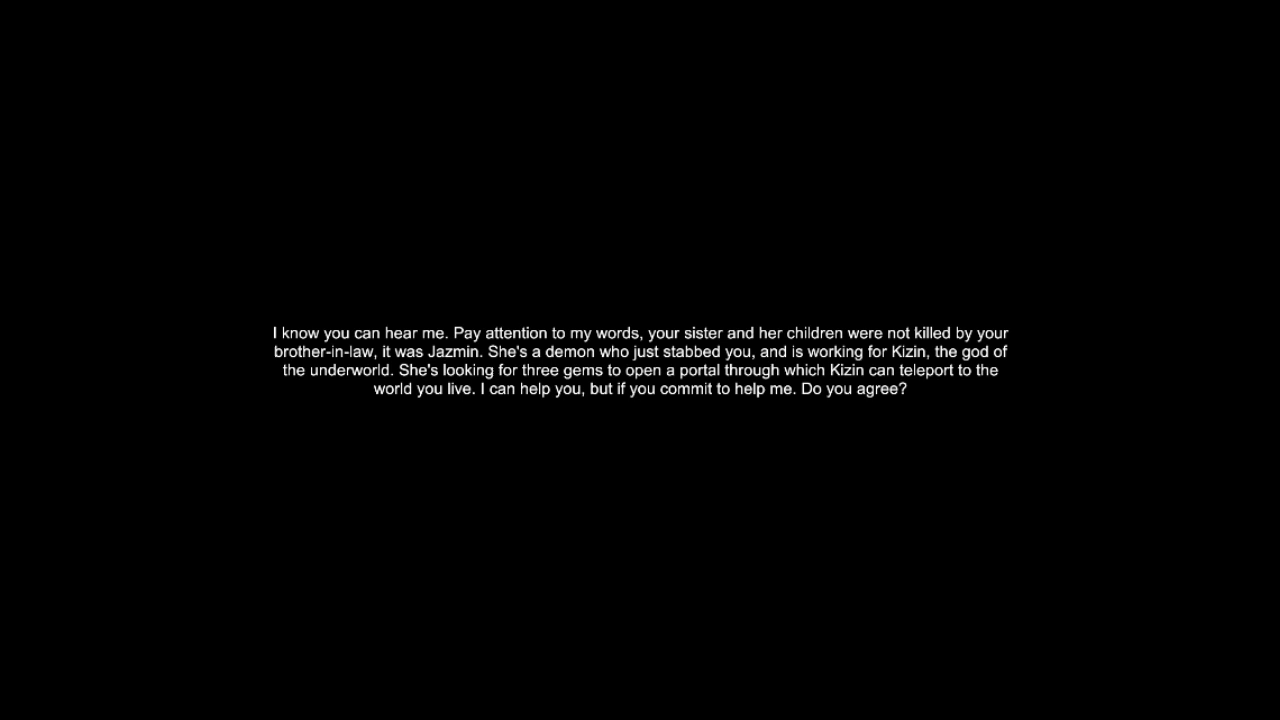 I know you can hear me. Pay attention to my words, your sister and her children were not killed by your
brother-in-law, it was Jazmin. She's a demon who just stabbed you, and is working for Kizin, the god of
the underworld. She's looking for three gems to open a portal through which Kizin can teleport to the
world you live. I can help you, but if you commit to help me. Do you agree?